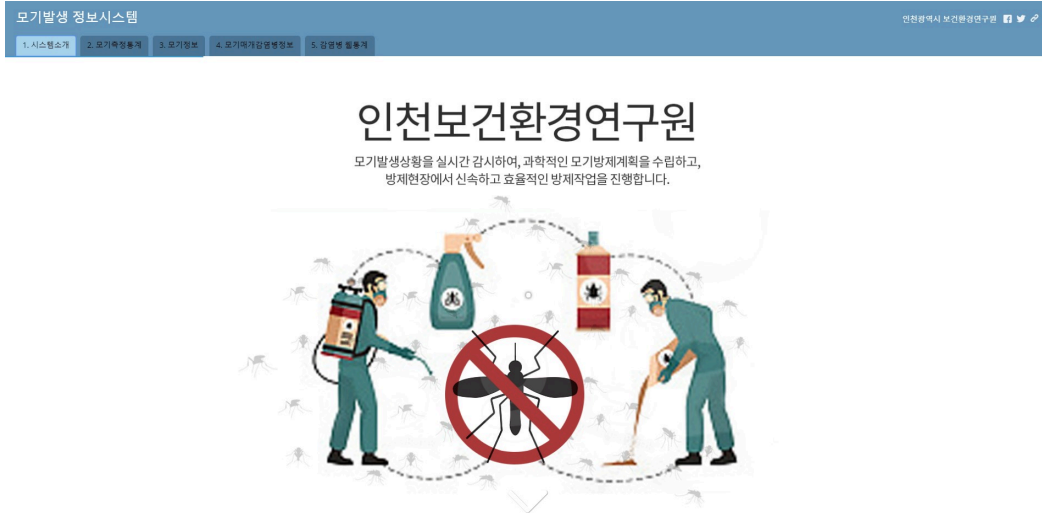 모기발생 정보시스템
인천광역시 보건환경연구원
1. 시스템소개 2. 모기측정통계 3. 모기정보 4. 모기매개감염병정보 5. 감염병 웹통계
인천보건환경연구원
모기발생상황을 실시간 감시하여, 과학적인 모기방제계획을 수립하고,
방제현장에서 신속하고 효율적인 방제작업을 진행합니다.